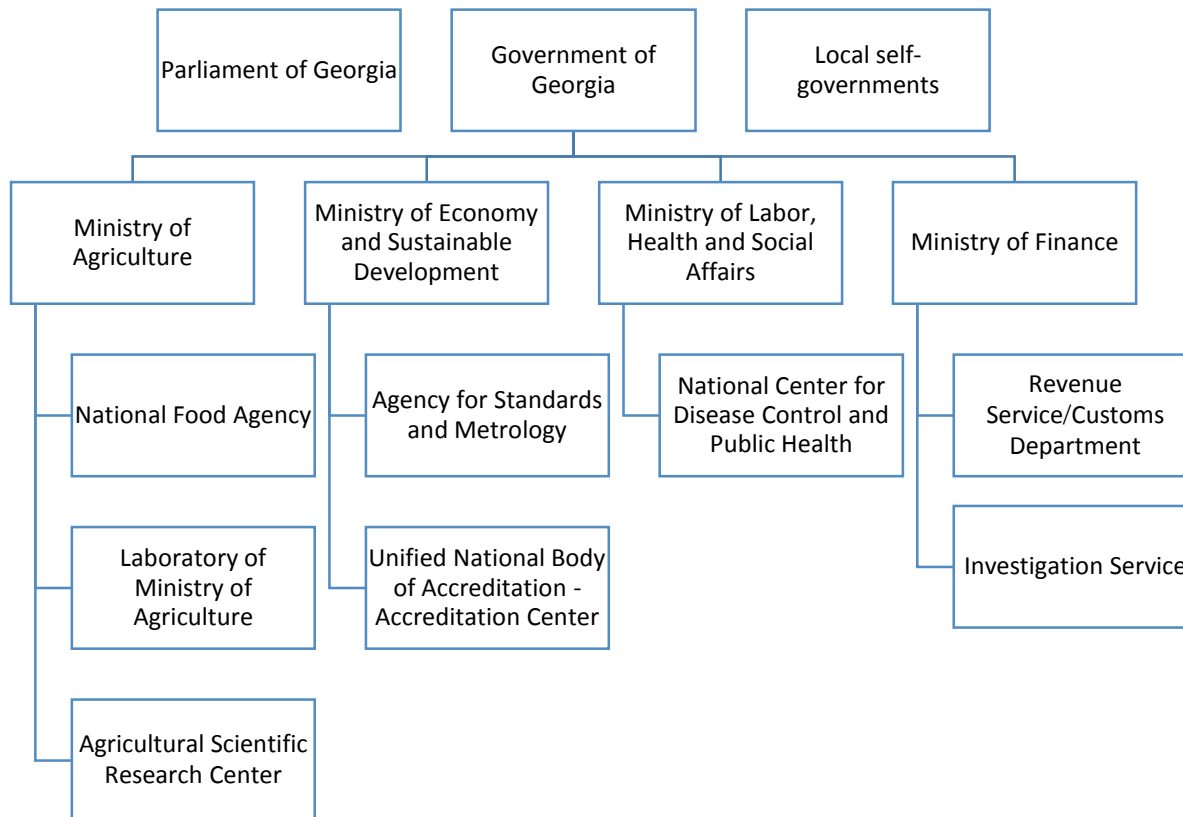 Parliament of Georgia
Government of
Georgia
Local self-
governments
Ministry of
Agriculture
Ministry of Economy
and Sustainable
Development
Ministry of Labor,
Health and Social
Affairs
Ministry of Finance
National Food Agency
Agency for Standards
and Metrology
National Center for
Disease Control and
Public Health
Revenue
Service/Customs
Department
Laboratory of
Ministry of
Agriculture
Unified National Body
of Accreditation -
Accreditation Center
Investigation Service
Agricultural Scientific
Research Center